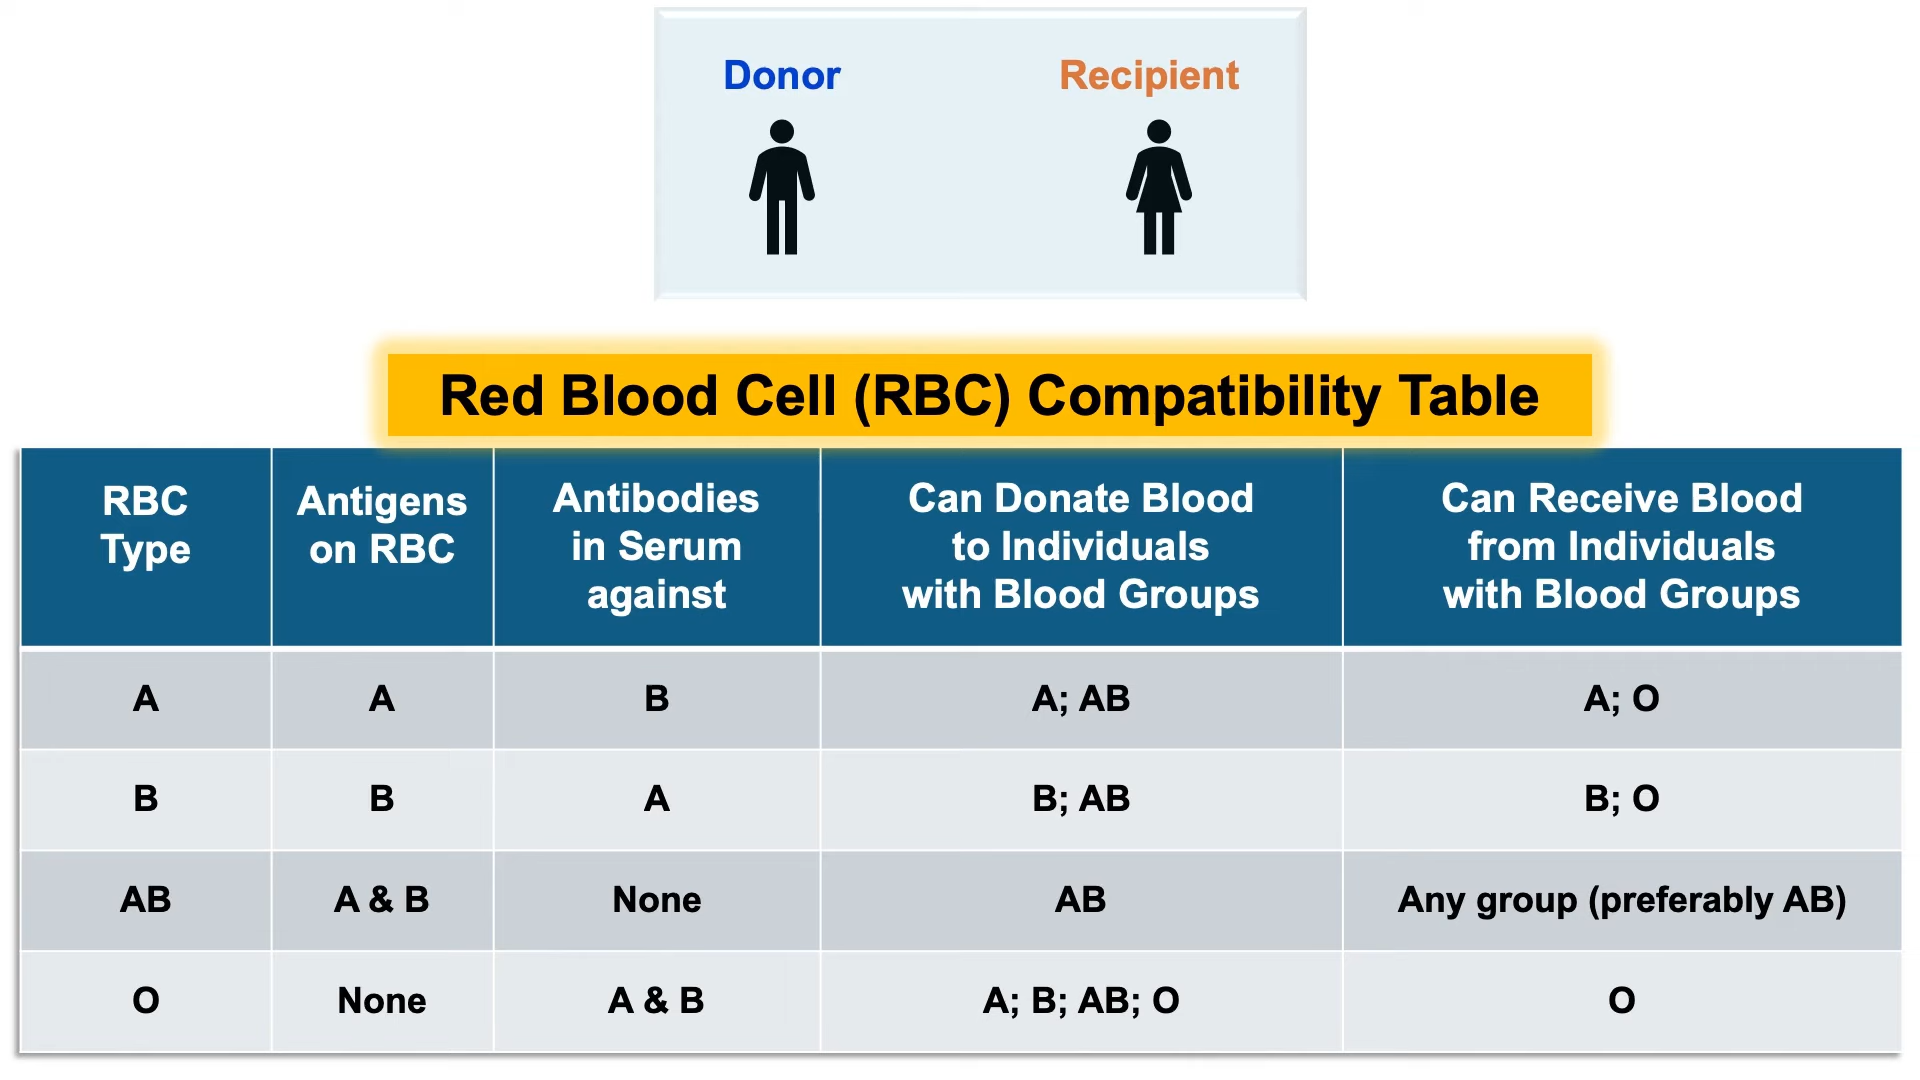 Donor
Recipient
Red Blood Cell (RBC) Compatibility Table
RBC
Type
Antigens
on RBC
Antibodies
in Serum
against
Can Donate Blood
to Individuals
with Blood Groups
Can Receive Blood
from Individuals
with Blood Groups
A
A
B
A; AB
A; O
B
B
A
B; AB
B; O
AB
A & B
None
AB
Any group (preferably AB)
O
None
A & B
A; B; AB; O
O